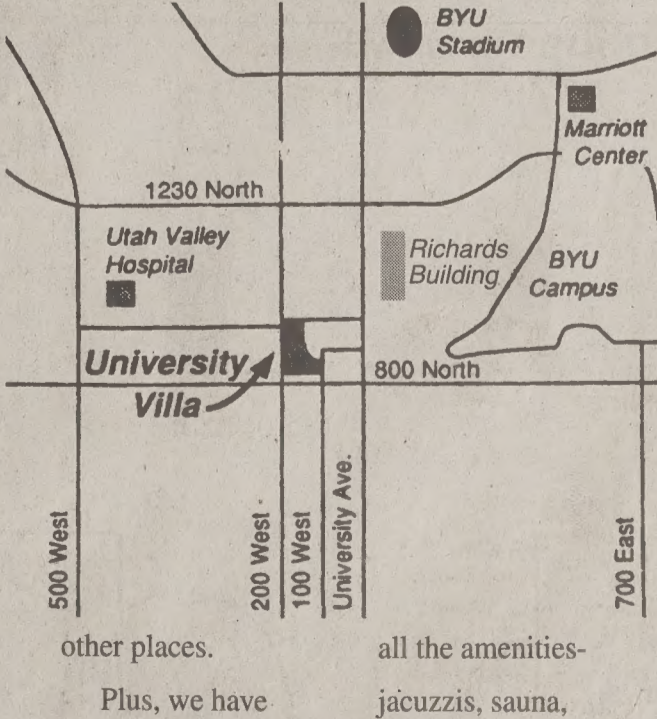 BYU
Stadium
Marriott
Center
1230 North
Utah Valley
Hospital
Richards
Building
BYU
Campus
University
Villa
800 North
500 West
200 West
100 West
University Ave.
700 East
other places.
Plus, we have
all the amenities-
jacuzzis, sauna,